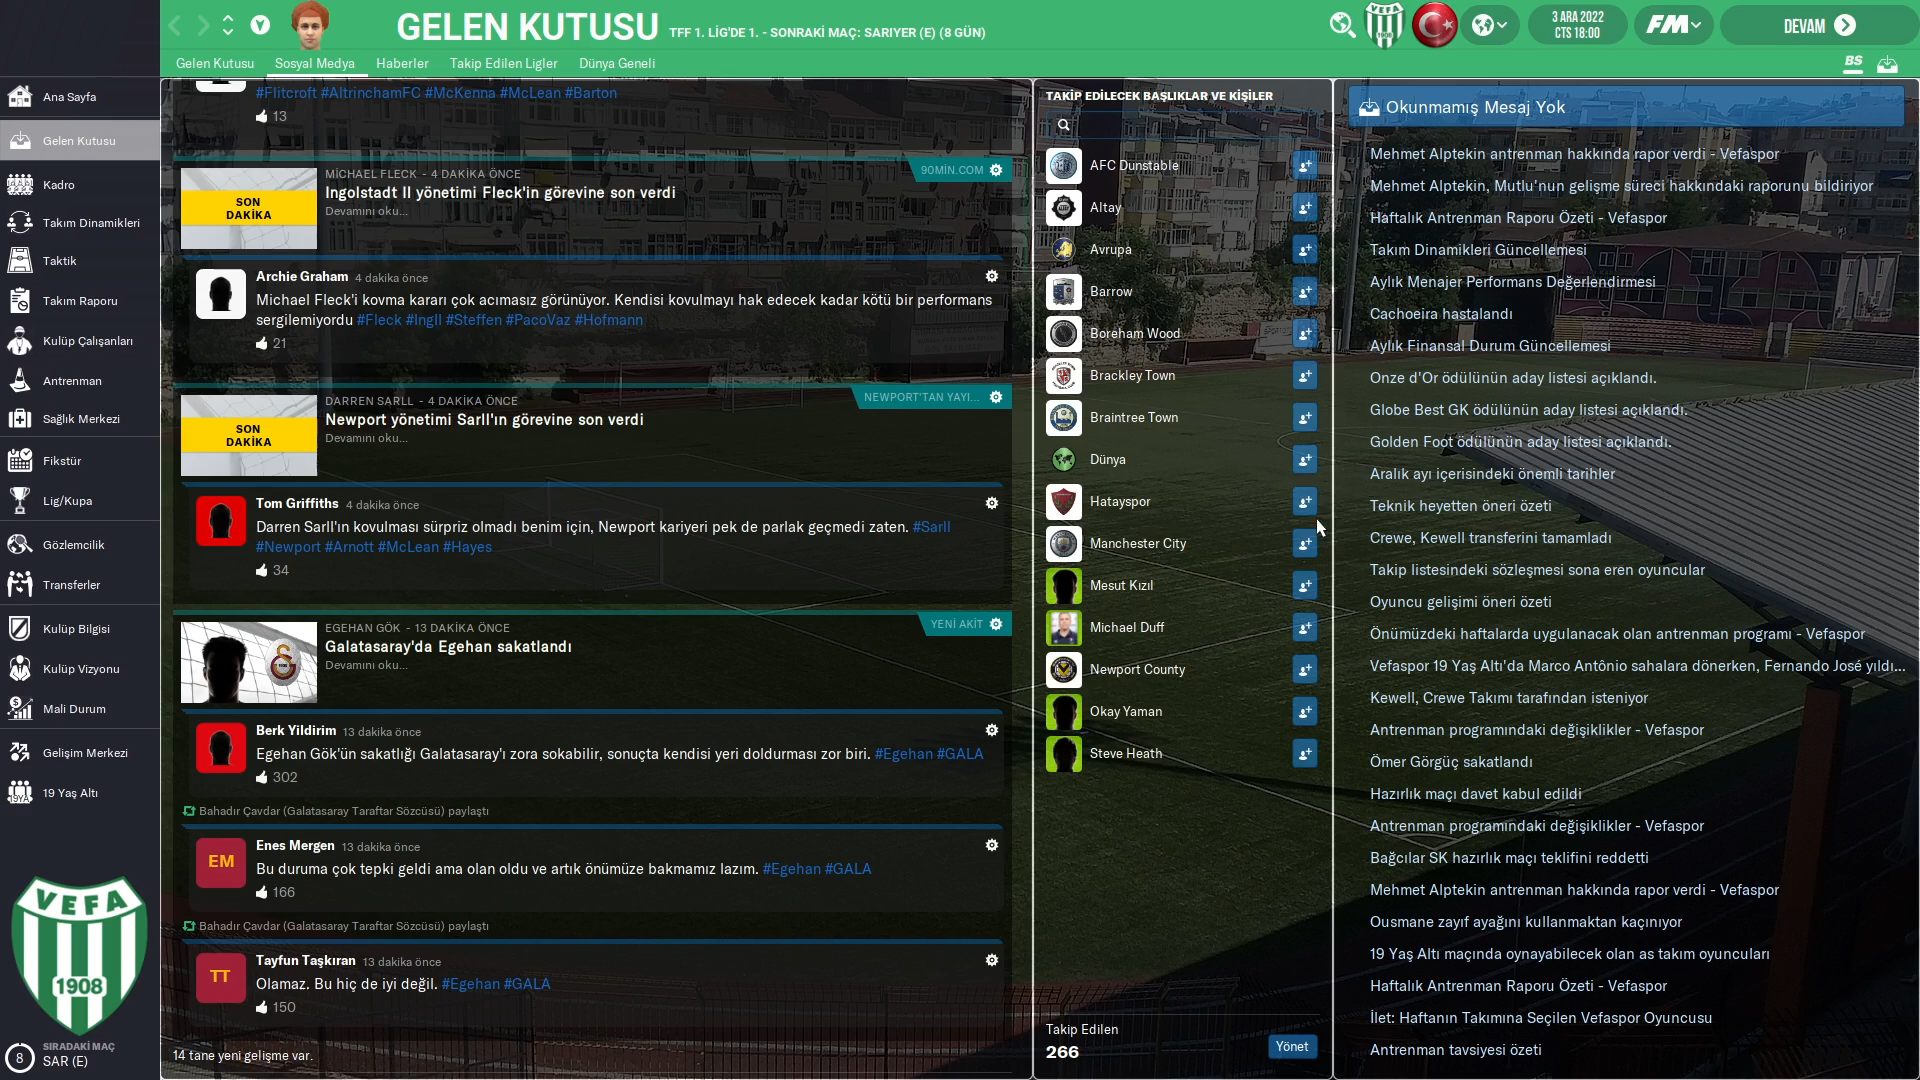 GELEN KUTUSU
TFF 1. LİG'DE 1. - SONRAKİ MAÇ: SARIYER (E) (8 GÜN)
3 ARA 2022
CTS 18:00
FM
DEVAM
Gelen Kutusu
Sosyal Medya
Haberler
Takip Edilen Ligler
Dünya Geneli
BS
Ana Sayfa
Gelen Kutusu
Kadro
Takım Dinamikleri
Taktik
Takım Raporu
Kulüp Çalışanları
Antrenman
Sağlık Merkezi
Fikstür
Lig/Kupa
Gözlemcilik
Transferler
Kulüp Bilgisi
Kulüp Vizyonu
Mali Durum
Gelişim Merkezi
19 Yaş Altı
VEFA
1908
8
SIRADAKİ MAÇ
SAR (E)
#Flitcroft #AltrinchamFC #McKenna #McLean #Barton
13
90MİN.COM
SON
DAKİKA
MİCHAEL FLECK - 4 DAKİKA ÖNCE
Ingolstadt II yönetimi Fleck'in görevine son verdi
Devamını oku...
Archie Graham 4 dakika önce
Michael Fleck'i kovma kararı çok acımasız görünüyor. Kendisi kovulmayı hak edecek kadar kötü bir performans
sergilemiyordu #Fleck #IngII #Steffen #PacoVaz #Hofmann
21
NEWPORT'TAN YAYI...
SON
DAKİKA
DARREN SARLL - 4 DAKİKA ÖNCE
Newport yönetimi Sarll'ın görevine son verdi
Devamını oku...
Tom Griffiths 4 dakika önce
Darren Sarll'ın kovulması sürpriz olmadı benim için, Newport kariyeri pek de parlak geçmedi zaten. #Sarll
#Newport #Arnott #McLean #Hayes
34
YENİ AKİT
EGEHAN GÖK - 13 DAKİKA ÖNCE
Galatasaray'da Egehan sakatlandı
Devamını oku...
Berk Yildirim 13 dakika önce
Egehan Gök'ün sakatlığı Galatasaray'ı zora sokabilir, sonuçta kendisi yeri doldurması zor biri. #Egehan #GALA
302
Bahadır Çavdar (Galatasaray Taraftar Sözcüsü) paylaştı
EM
Enes Mergen 13 dakika önce
Bu duruma çok tepki geldi ama olan oldu ve artık önümüze bakmamız lazım. #Egehan #GALA
166
Bahadır Çavdar (Galatasaray Taraftar Sözcüsü) paylaştı
TT
Tayfun Taşkıran 13 dakika önce
Olamaz. Bu hiç de iyi değil. #Egehan #GALA
150
14 tane yeni gelişme var.
TAKİP EDİLECEK BAŞLIKLAR VE KİŞİLER
AFC Dunstable
Altay
Avrupa
Barrow
Boreham Wood
Brackley Town
Braintree Town
Dünya
Hatayspor
Manchester City
Mesut Kızıl
Michael Duff
Newport County
Okay Yaman
Steve Heath
Takip Edilen
266
Yönet
Okunmamış Mesaj Yok
Mehmet Alptekin antrenman hakkında rapor verdi - Vefaspor
Mehmet Alptekin, Mutlu'nun gelişme süreci hakkındaki raporunu bildiriyor
Haftalık Antrenman Raporu Özeti - Vefaspor
Takım Dinamikleri Güncellemesi
Aylık Menajer Performans Değerlendirmesi
Cachoeira hastalandı
Aylık Finansal Durum Güncellemesi
Onze d'Or ödülünün aday listesi açıklandı.
Globe Best GK ödülünün aday listesi açıklandı.
Golden Foot ödülünün aday listesi açıklandı.
Aralık ayı içerisindeki önemli tarihler
Teknik heyetten öneri özeti
Crewe, Kewell transferini tamamladı
Takip listesindeki sözleşmesi sona eren oyuncular
Oyuncu gelişimi öneri özeti
Önümüzdeki haftalarda uygulanacak olan antrenman programı - Vefaspor
Vefaspor 19 Yaş Altı'da Marco Antônio sahalara dönerken, Fernando José yıldı...
Kewell, Crewe Takımı tarafından isteniyor
Antrenman programındaki değişiklikler - Vefaspor
Ömer Görgüç sakatlandı
Hazırlık maçı davet kabul edildi
Antrenman programındaki değişiklikler - Vefaspor
Bağcılar SK hazırlık maçı teklifini reddetti
Mehmet Alptekin antrenman hakkında rapor verdi - Vefaspor
Ousmane zayıf ayağını kullanmaktan kaçınıyor
19 Yaş Altı maçında oynayabilecek olan as takım oyuncuları
Haftalık Antrenman Raporu Özeti - Vefaspor
İlet: Haftanın Takımına Seçilen Vefaspor Oyuncusu
Antrenman tavsiyesi özeti